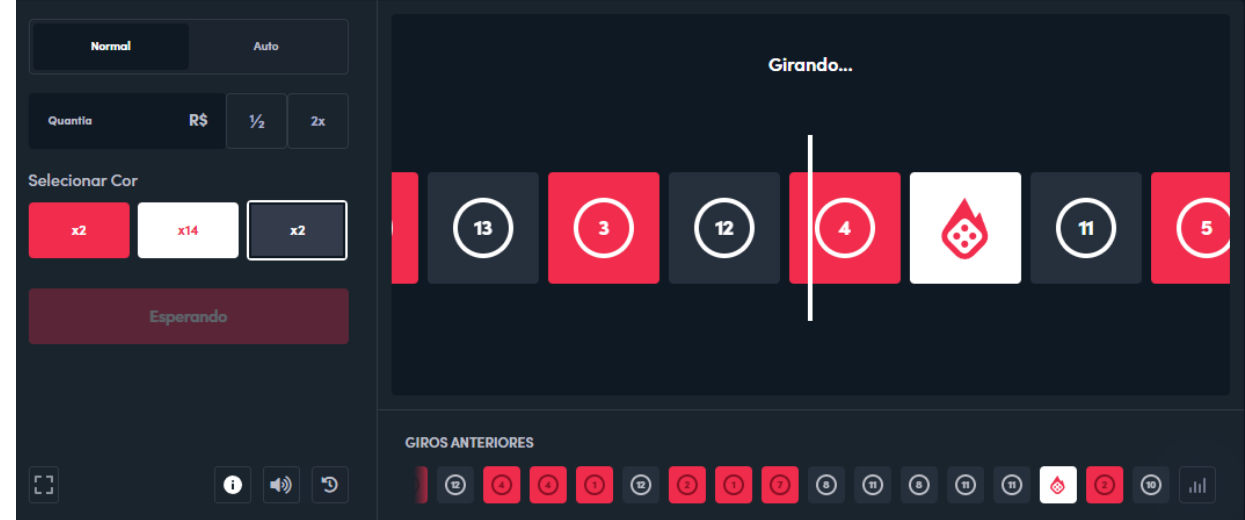 Normal Auto
Girando...
Quantia R$ ½ 2x
Selecionar Cor
x2 x14 x2
13 3 12 4 11 5
Esperando
GIROS ANTERIORES
12 4 4 1 12 2 1 7 8 11 8 11 11 2 10